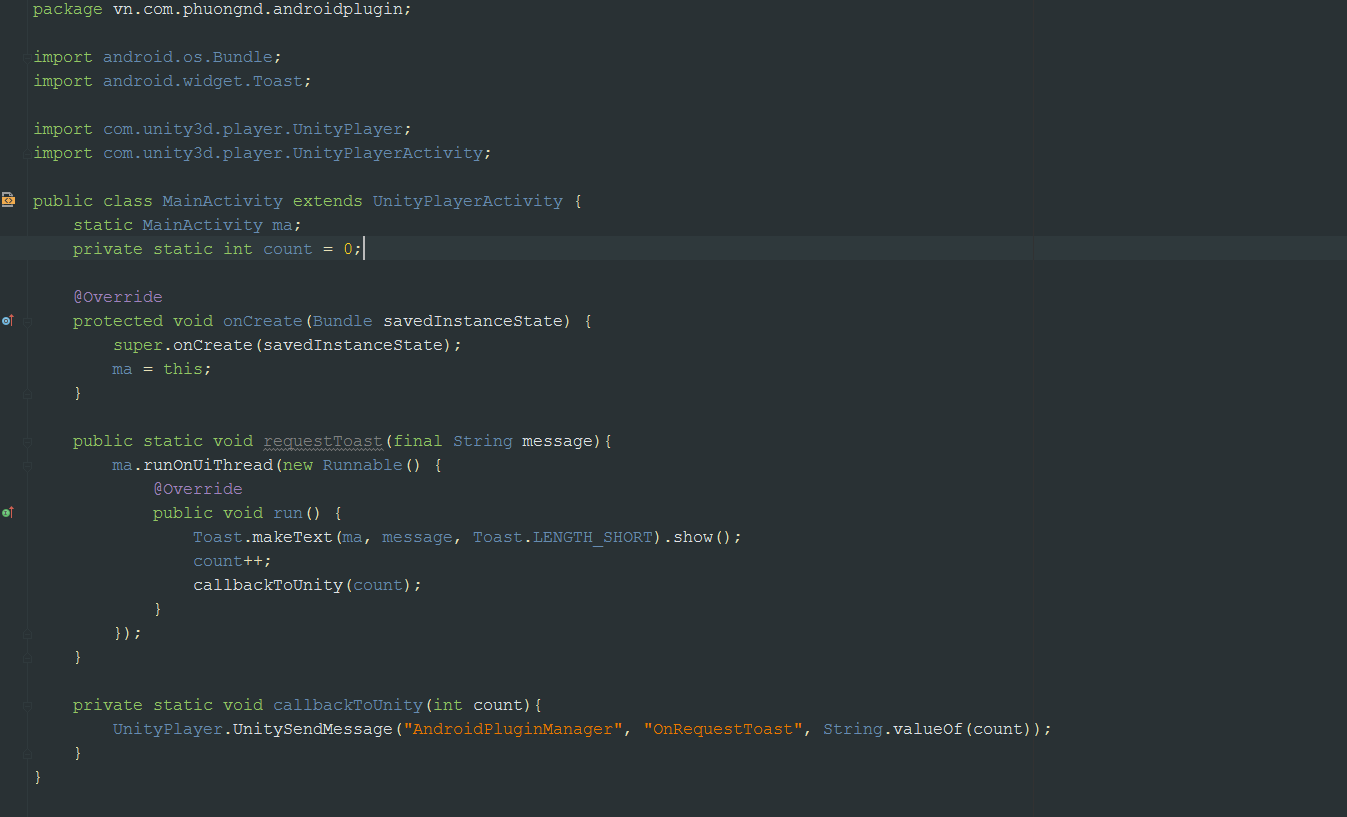 package vn.com.phuongnd.androidplugin;
import android.os.Bundle;
import android.widget.Toast;
import com.unity3d.player.UnityPlayer;
import com.unity3d.player.UnityPlayerActivity;
public class MainActivity extends UnityPlayerActivity {
    static MainActivity ma;
    private static int count = 0;
    @Override
    protected void onCreate(Bundle savedInstanceState) {
        super.onCreate(savedInstanceState);
        ma = this;
    }
    public static void requestToast(final String message){
        ma.runOnUiThread(new Runnable() {
            @Override
            public void run() {
                Toast.makeText(ma, message, Toast.LENGTH_SHORT).show();
                count++;
                callbackToUnity(count);
            }
        });
    }
    private static void callbackToUnity(int count){
        UnityPlayer.UnitySendMessage("AndroidPluginManager", "OnRequestToast", String.valueOf(count));
    }
}